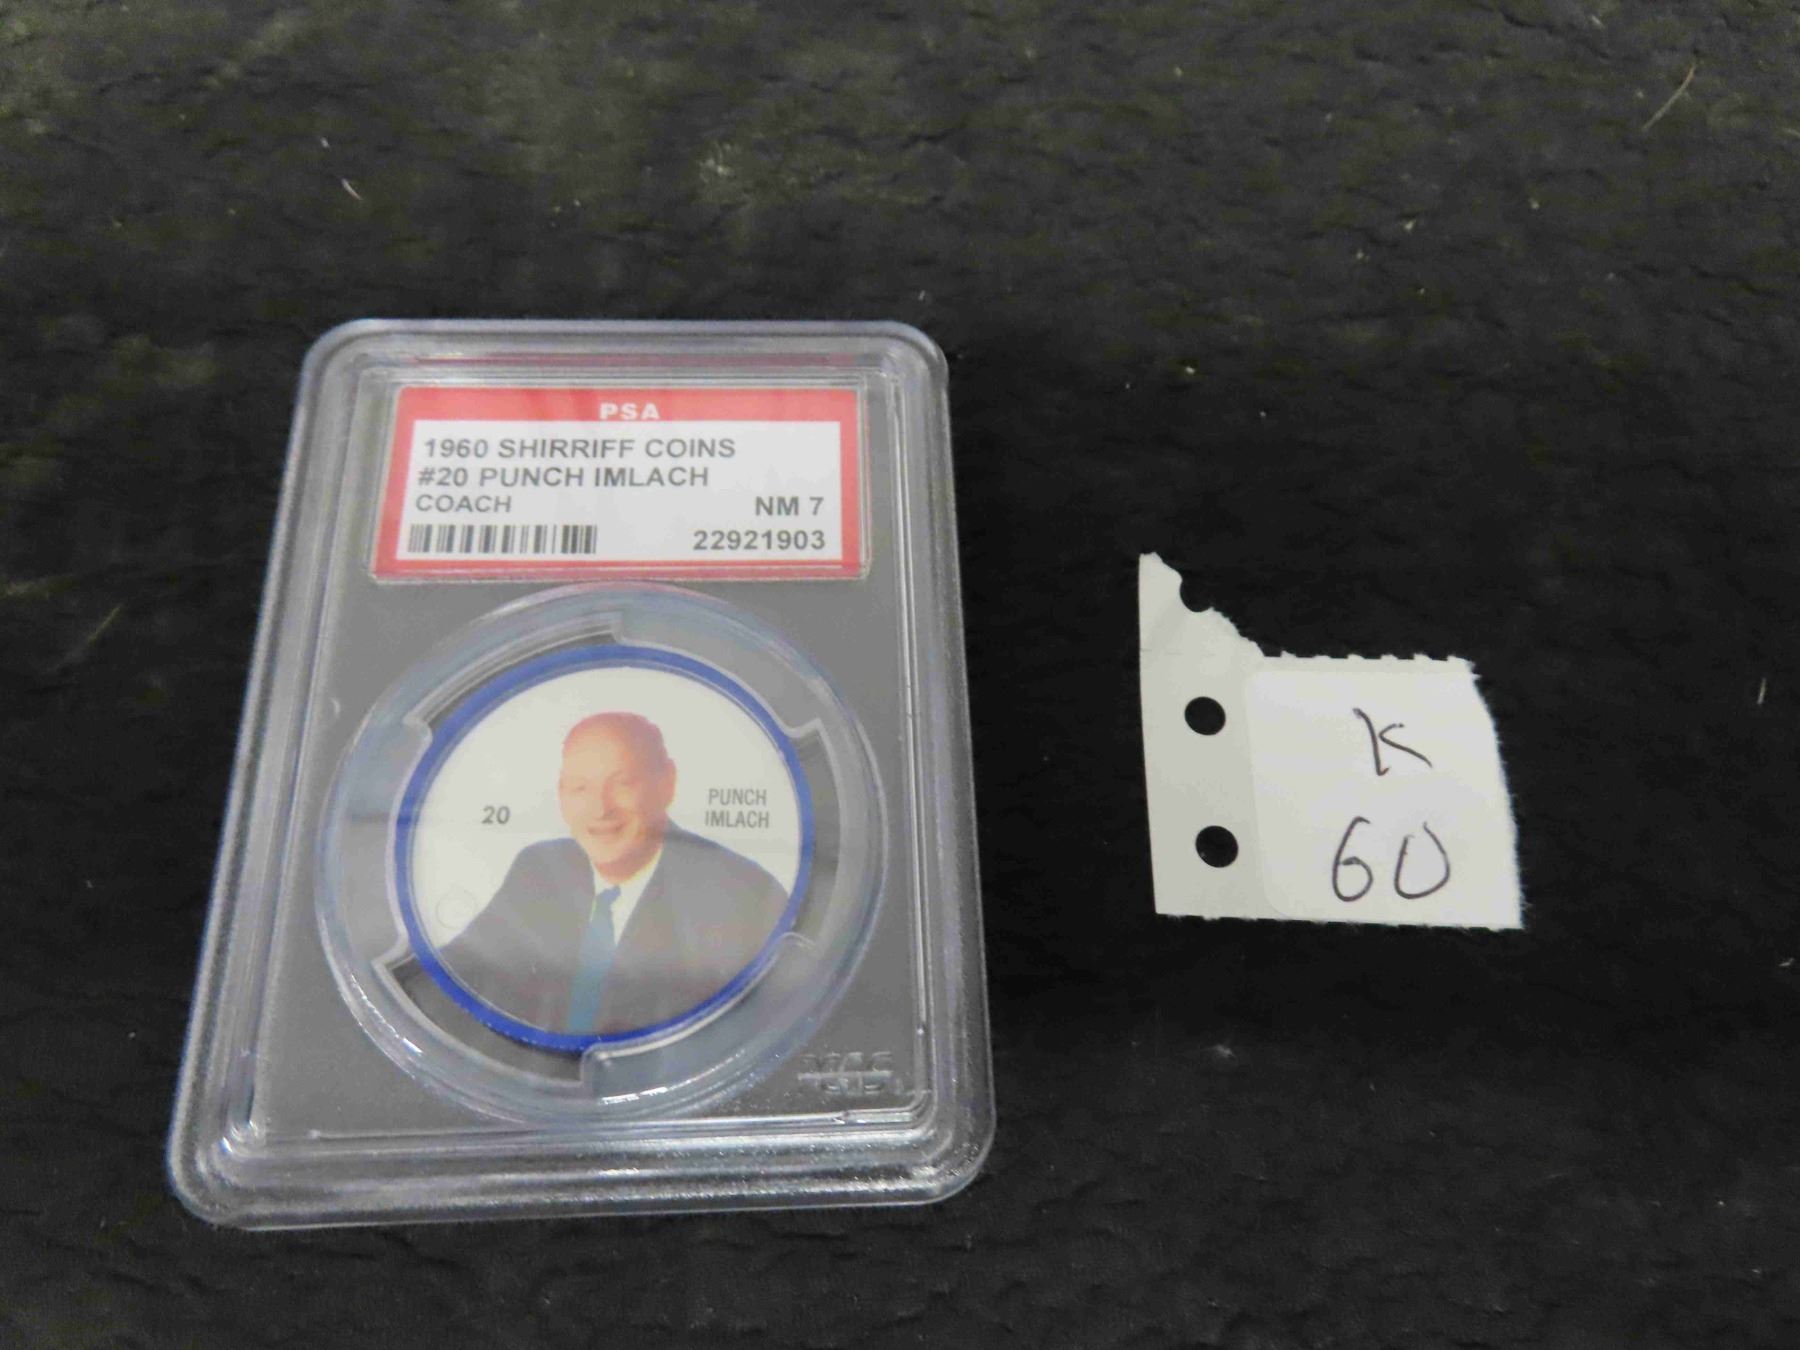 PSA
1960 SHIRRIFF COINS
#20 PUNCH IMLACH
COACH
NM 7
22921903
20
PUNCH
IMLACH
K
60